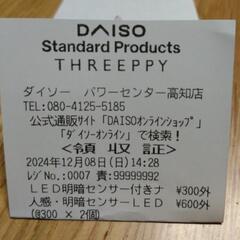 DAISO
Standard Products
THREEPPY
ダイソー パワーセンター高知店
TEL:080-4125-5185
公式通販サイト「DAISOオンラインショップ」
「ダイソーオンライン」で検索！
<領収証>
2024年12月08日(日)14:28
レジNo.:0007 責:99999992
LED明暗センサー付きナ ¥300外
人感・明暗センサーLED ¥600外
(@300 × 2個)